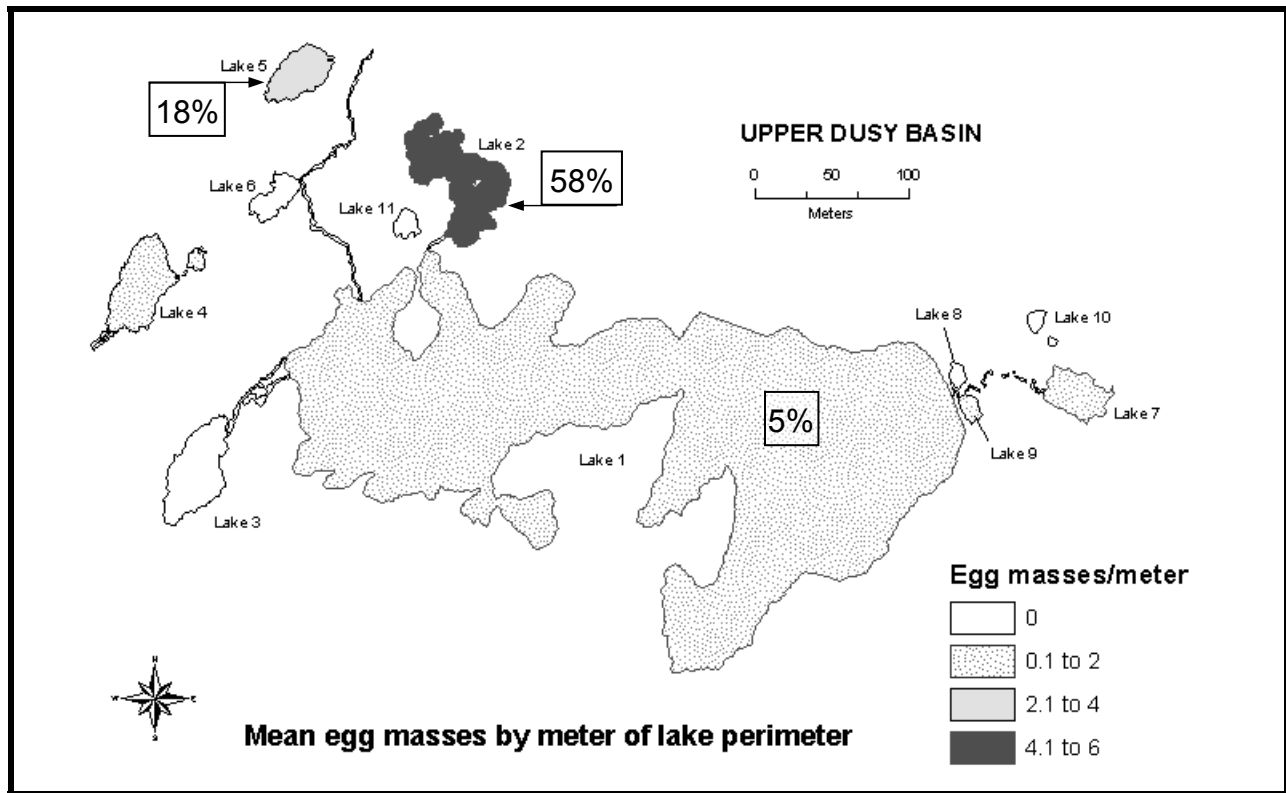 Lake 5
18%
Lake 2
UPPER DUSY BASIN
0 50 100
Meters
58%
Lake 6
Lake 11
Lake 4
Lake 8
Lake 10
Lake 7
5%
Lake 9
Lake 1
Lake 3
Egg masses/meter
0
0.1 to 2
2.1 to 4
4.1 to 6
N
W E
S
Mean egg masses by meter of lake perimeter